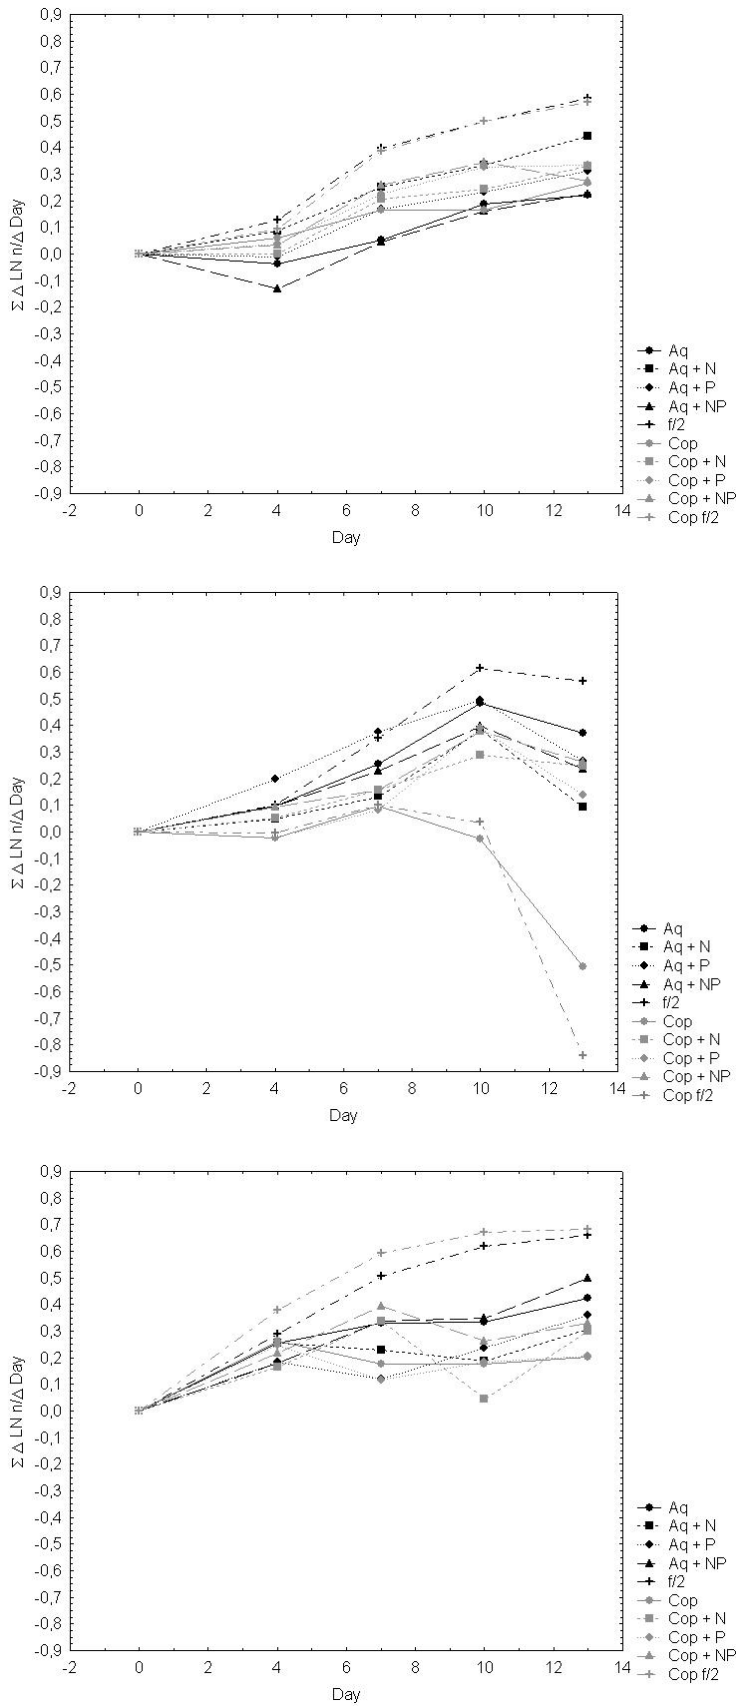 0,9
0,8
0,7
0,6
0,5
0,4
0,3
0,2
0,1
0,0
-0,1
-0,2
-0,3
-0,4
-0,5
-0,6
-0,7
-0,8
-0,9
Σ Δ LN n/Δ Day
-2 0 2 4 6 8 10 12 14
Day
Aq
Aq + N
Aq + P
Aq + NP
f/2
Cop
Cop + N
Cop + P
Cop + NP
Cop f/2
0,9
0,8
0,7
0,6
0,5
0,4
0,3
0,2
0,1
0,0
-0,1
-0,2
-0,3
-0,4
-0,5
-0,6
-0,7
-0,8
-0,9
Σ Δ LN n/Δ Day
-2 0 2 4 6 8 10 12 14
Day
Aq
Aq + N
Aq + P
Aq + NP
f/2
Cop
Cop + N
Cop + P
Cop + NP
Cop f/2
0,9
0,8
0,7
0,6
0,5
0,4
0,3
0,2
0,1
0,0
-0,1
-0,2
-0,3
-0,4
-0,5
-0,6
-0,7
-0,8
-0,9
Σ Δ LN n/Δ Day
-2 0 2 4 6 8 10 12 14
Day
Aq
Aq + N
Aq + P
Aq + NP
f/2
Cop
Cop + N
Cop + P
Cop + NP
Cop f/2